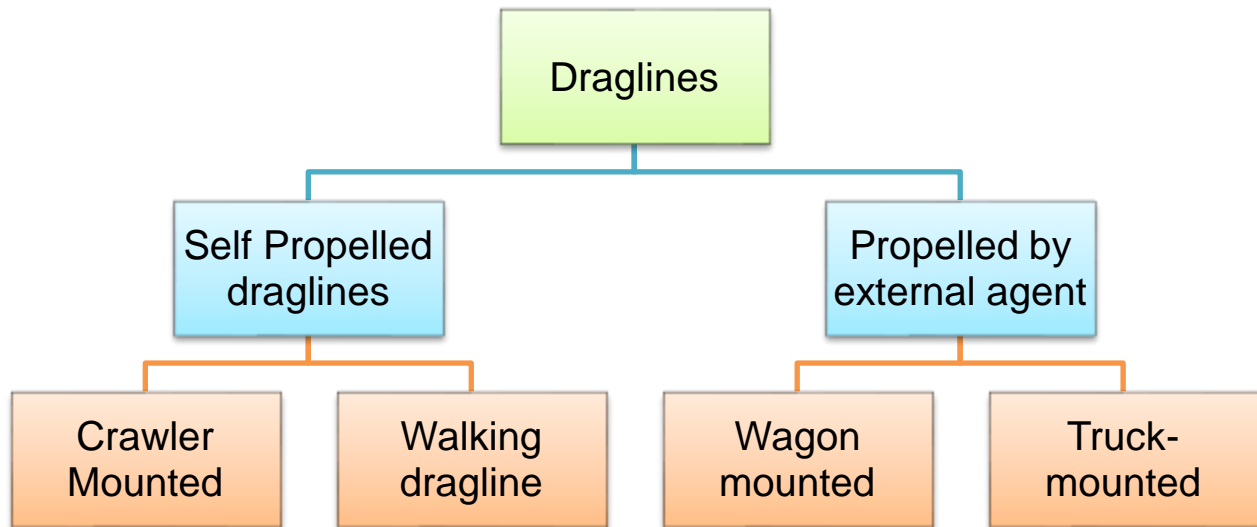 Draglines
Self Propelled
draglines
Propelled by
external agent
Crawler
Mounted
Walking
dragline
Wagon
mounted
Truck-
mounted